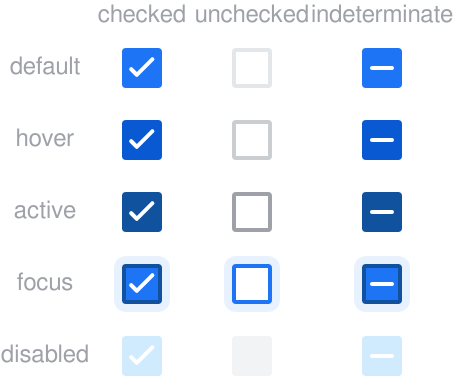 checked unchecked indeterminate
default
hover
active
focus
disabled